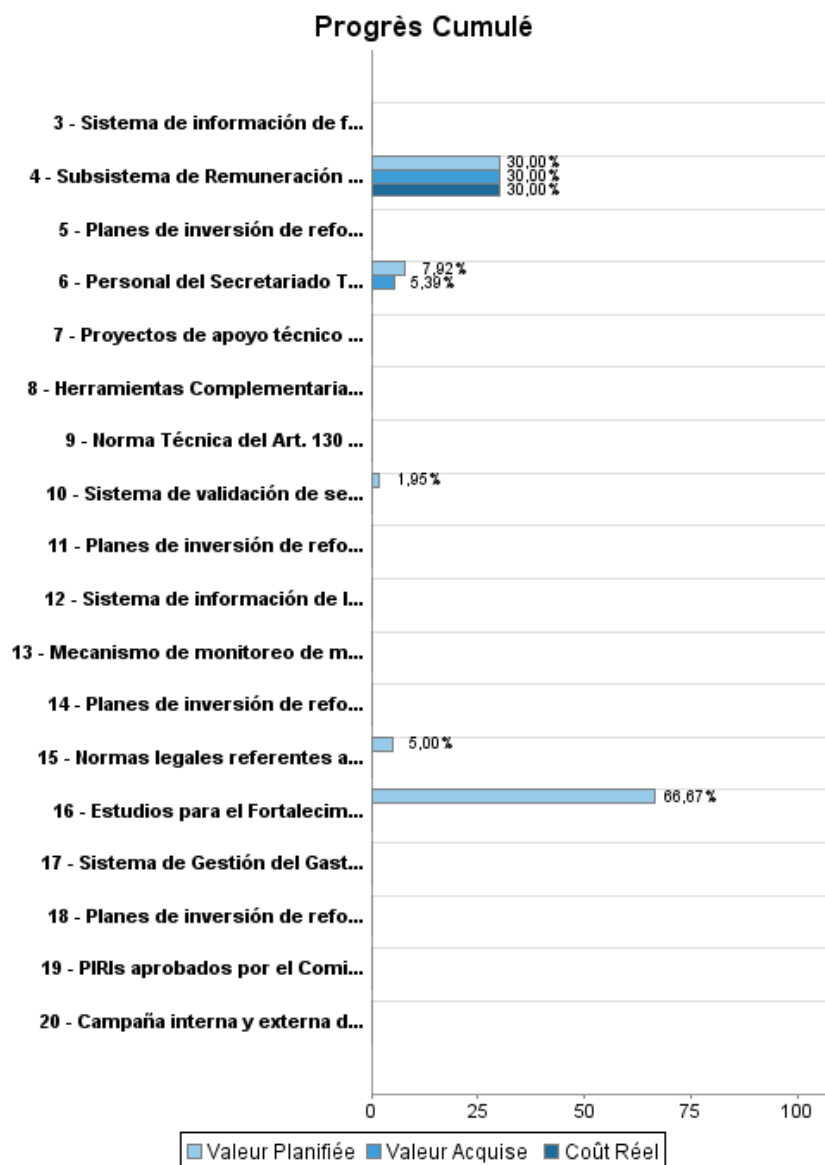 Progrès Cumulé
3 - Sistema de información de f...
4 - Subsistema de Remuneración ...
30,00%
30,00%
30,00%
5 - Planes de inversión de refo...
6 - Personal del Secretariado T...
7,92%
5,39%
7 - Proyectos de apoyo técnico ...
8 - Herramientas Complementaria...
9 - Norma Técnica del Art. 130 ...
10 - Sistema de validación de se...
1,95%
11 - Planes de inversión de refo...
12 - Sistema de información de l...
13 - Mecanismo de monitoreo de m...
14 - Planes de inversión de refo...
15 - Normas legales referentes a...
5,00%
16 - Estudios para el Fortalecim...
66,67%
17 - Sistema de Gestión del Gast...
18 - Planes de inversión de refo...
19 - PIRIs aprobados por el Comi...
20 - Campaña interna y externa d...
0 25 50 75 100
Valeur Planifiée Valeur Acquise Coût Réel